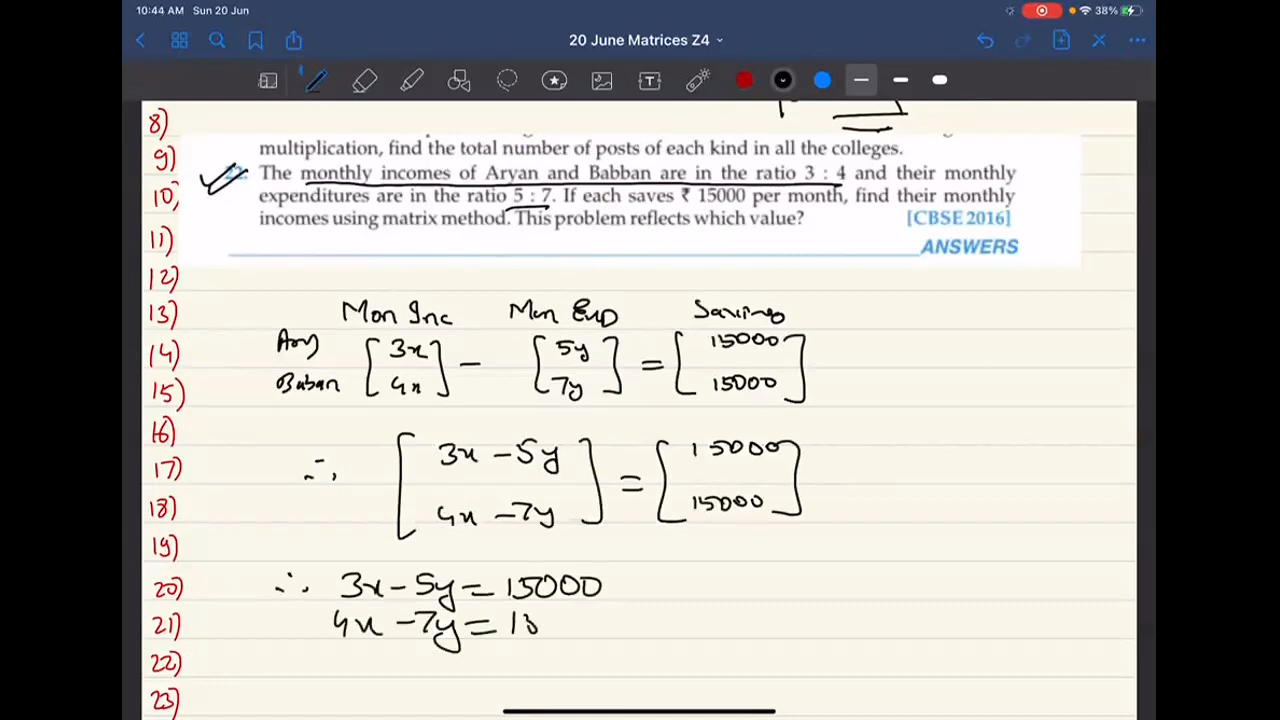 10:44 AM Sun 20 Jun
38%
20 June Matrices Z4
8)
9) multiplication, find the total number of posts of each kind in all the colleges.
The monthly incomes of Aryan and Babban are in the ratio 3 : 4 and their monthly
10) expenditures are in the ratio 5 : 7. If each saves ₹ 15000 per month, find their monthly
incomes using matrix method. This problem reflects which value? [CBSE 2016]
11) ANSWERS
12)
13) Mon Inc Mon Exp Saving
14) Ary [3x] - [5y] = [15000]
15) Baban [4x] [7y] [15000]
16)
17) ∴ [3x - 5y] = [15000]
18) [4x - 7y] [15000]
19)
20) ∴ 3x - 5y = 15000
21) 4x - 7y = 15
22)
23)